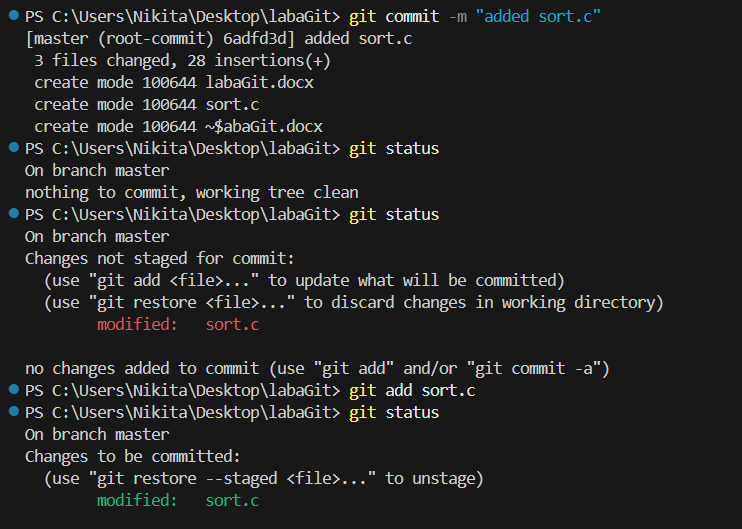 PS C:\Users\Nikita\Desktop\labaGit> git commit -m "added sort.c"
[master (root-commit) 6adfd3d] added sort.c
 3 files changed, 28 insertions(+)
 create mode 100644 labaGit.docx
 create mode 100644 sort.c
 create mode 100644 ~$abaGit.docx
PS C:\Users\Nikita\Desktop\labaGit> git status
On branch master
nothing to commit, working tree clean
PS C:\Users\Nikita\Desktop\labaGit> git status
On branch master
Changes not staged for commit:
  (use "git add <file>..." to update what will be committed)
  (use "git restore <file>..." to discard changes in working directory)
        modified:   sort.c

no changes added to commit (use "git add" and/or "git commit -a")
PS C:\Users\Nikita\Desktop\labaGit> git add sort.c
PS C:\Users\Nikita\Desktop\labaGit> git status
On branch master
Changes to be committed:
  (use "git restore --staged <file>..." to unstage)
        modified:   sort.c